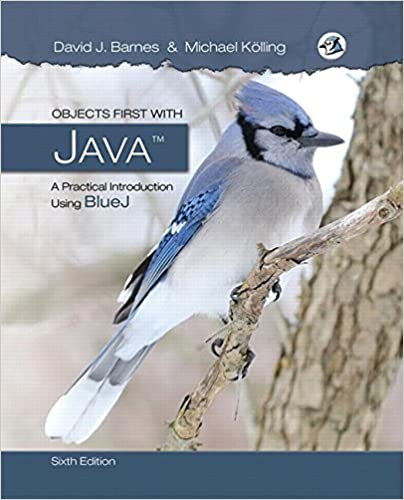 David J. Barnes & Michael Kölling
OBJECTS FIRST WITH
JAVA™
A Practical Introduction
Using BlueJ
Sixth Edition